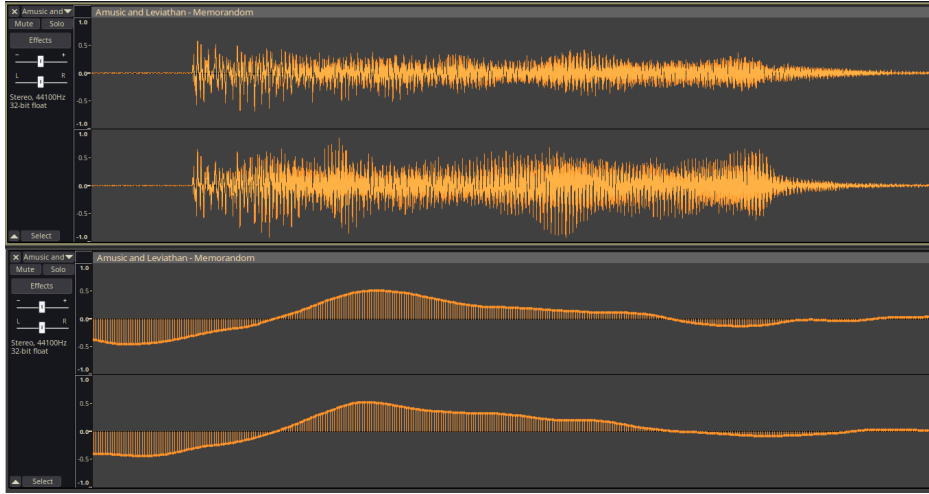 Amusic and
Amusic and Leviathan - Memorandom
Mute Solo
Effects
- +
L R
Stereo, 44100Hz
32-bit float
Select
1.0
0.5-
0.0-
-0.5-
-1.0
1.0
0.5-
0.0-
-0.5-
-1.0
Amusic and
Amusic and Leviathan - Memorandom
Mute Solo
Effects
- +
L R
Stereo, 44100Hz
32-bit float
Select
1.0
0.5-
0.0-
-0.5-
-1.0
1.0
0.5-
0.0-
-0.5-
-1.0